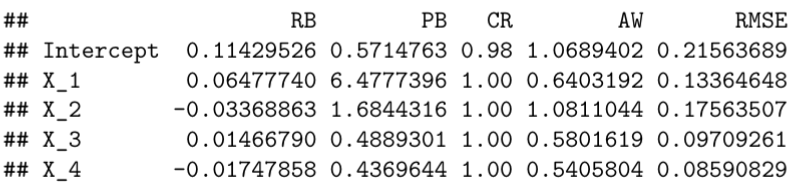 ##                    RB        PB   CR        AW       RMSE
## Intercept  0.11429526 0.5714763 0.98 1.0689402 0.21563689
## X_1        0.06477740 6.4777396 1.00 0.6403192 0.13364648
## X_2       -0.03368863 1.6844316 1.00 1.0811044 0.17563507
## X_3        0.01466790 0.4889301 1.00 0.5801619 0.09709261
## X_4       -0.01747858 0.4369644 1.00 0.5405804 0.08590829